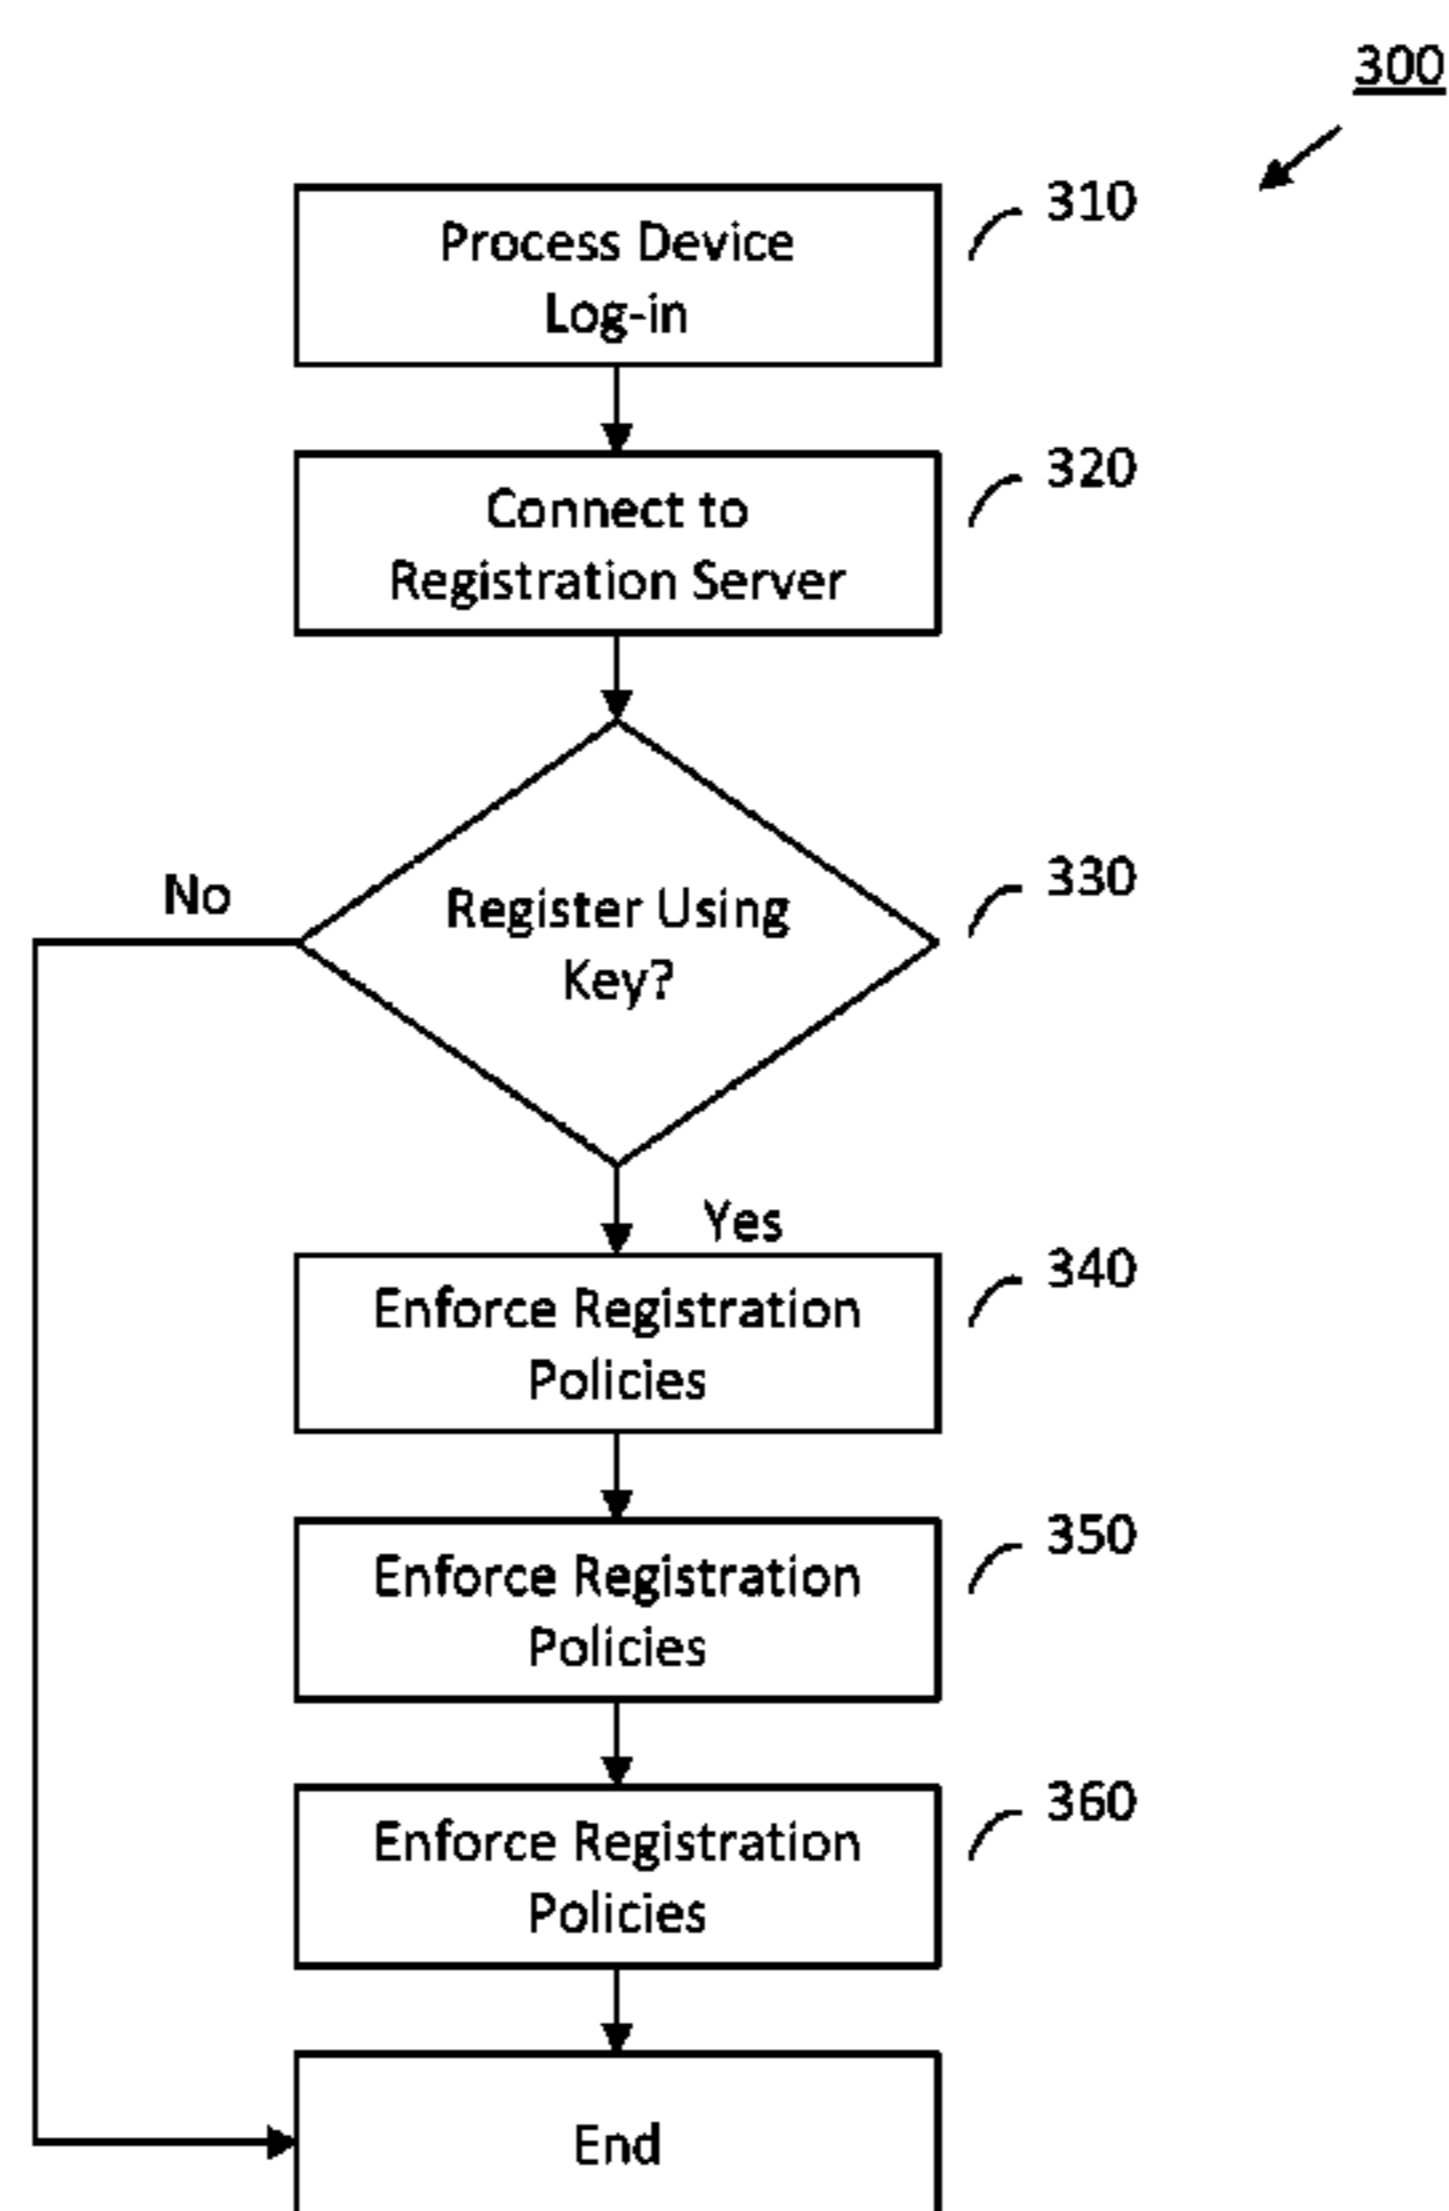 300
Process Device
Log-in
310
Connect to
Registration Server
320
No
Register Using
Key?
330
Yes
Enforce Registration
Policies
340
Enforce Registration
Policies
350
Enforce Registration
Policies
360
End